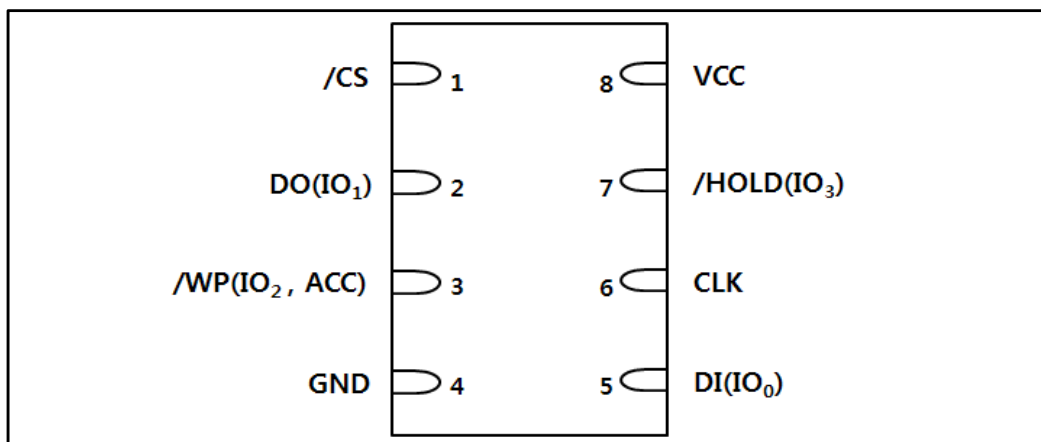 /CS 1 8 VCC
DO(IO₁) 2 7 /HOLD(IO₃)
/WP(IO₂ , ACC) 3 6 CLK
GND 4 5 DI(IO₀)